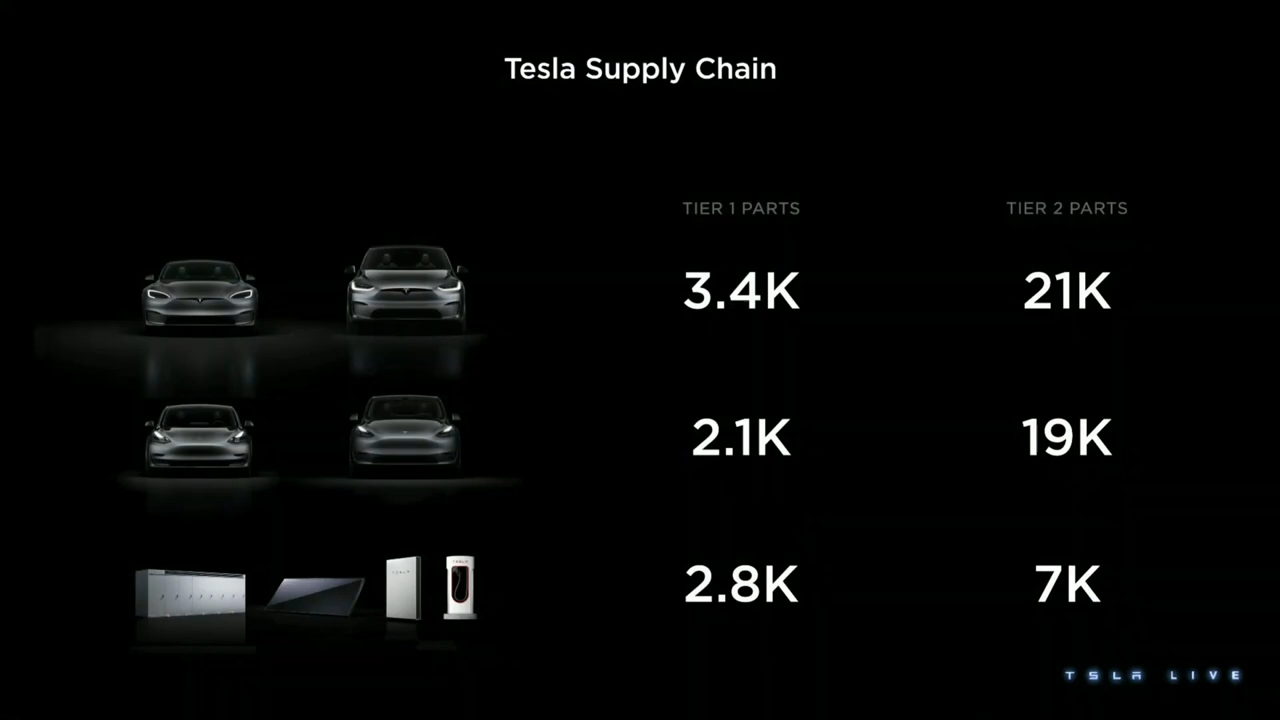 Tesla Supply Chain
TIER 1 PARTS TIER 2 PARTS
3.4K 21K
2.1K 19K
2.8K 7K
TSLA LIVE